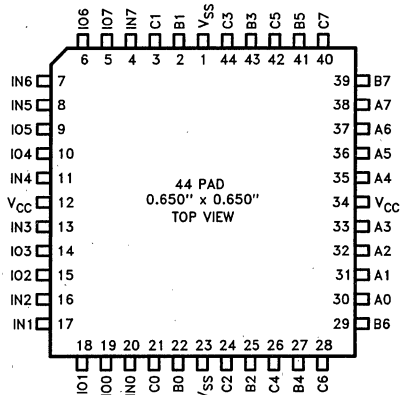 IO6 IO7 IN7 C1 B1 VSS C3 B3 C5 B5 C7
6 5 4 3 2 1 44 43 42 41 40
IN6 7 39 B7
IN5 8 38 A7
IO5 9 37 A6
IO4 10 36 A5
IN4 11 35 A4
VCC 12 34 VCC
IN3 13 33 A3
IO3 14 32 A2
IO2 15 31 A1
IN2 16 30 A0
IN1 17 29 B6
44 PAD
0.650" x 0.650"
TOP VIEW
18 19 20 21 22 23 24 25 26 27 28
IO1 IO0 IN0 C0 B0 VSS C2 B2 C4 B4 C6